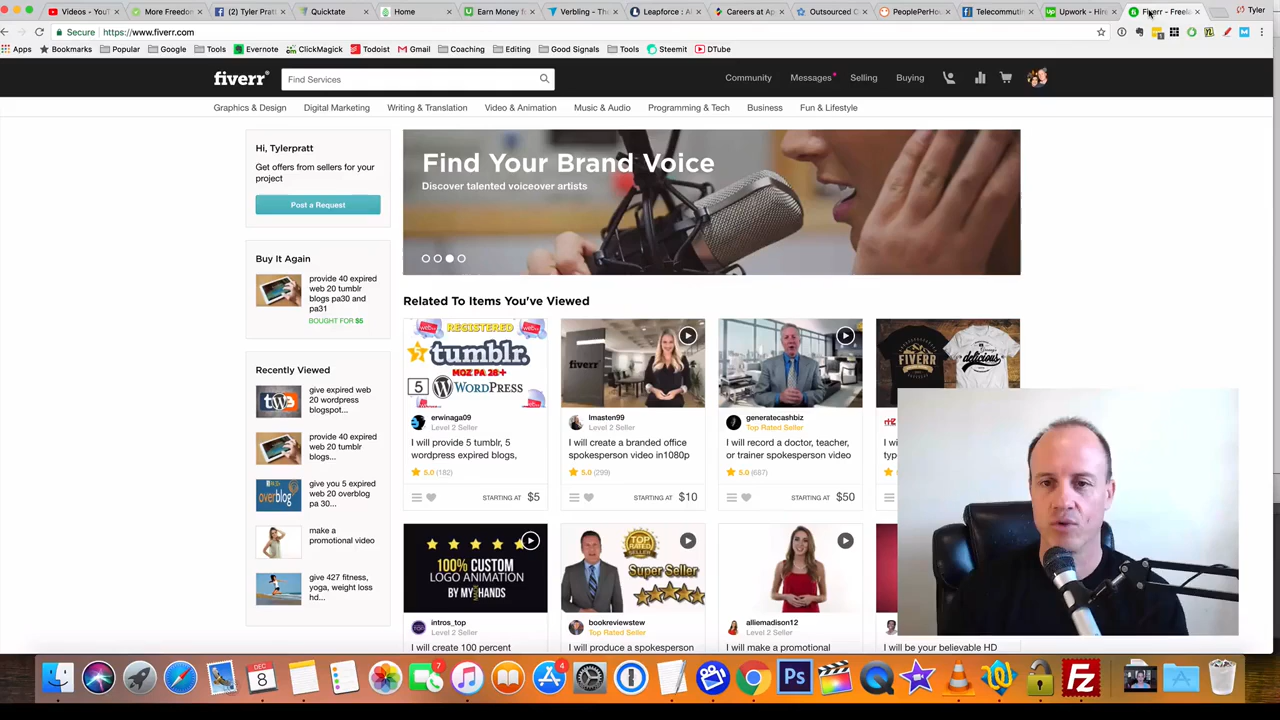 Videos - YouT
More Freedon
(2) Tyler Pratt
Quicktate
Home
Earn Money fo
Verbling - The
Leapforce : A
Careers at Ap
Outsourced C
PeoplePerHo
Telecommuti
Upwork - Hire
Fiverr - Freela
Tyler
Secure
https://www.fiverr.com
Apps
Bookmarks
Popular
Google
Tools
Evernote
ClickMagick
Todoist
Gmail
Coaching
Editing
Good Signals
Tools
Steemit
DTube
fiverr
Find Services
Community
Messages
Selling
Buying
Graphics & Design
Digital Marketing
Writing & Translation
Video & Animation
Music & Audio
Programming & Tech
Business
Fun & Lifestyle
Hi, Tylerpratt
Get offers from sellers for your
project
Post a Request
Find Your Brand Voice
Discover talented voiceover artists
Buy It Again
provide 40 expired
web 20 tumblr
blogs pa30 and
pa31
BOUGHT FOR $5
Recently Viewed
give expired web
20 wordpress
blogspot...
provide 40 expired
web 20 tumblr
blogs...
give you 5 expired
web 20 overblog
pa 30...
make a
promotional video
give 427 fitness,
yoga, weight loss
hd...
overblog
Related To Items You've Viewed
REGISTERED
tumblr.
MOZ PA 28+
5
WORDPRESS
erwinaga09
Level 2 Seller
I will provide 5 tumblr, 5
wordpress expired blogs,
5.0 (182)
STARTING AT $5
fiverr
lmasten99
Level 2 Seller
I will create a branded office
spokesperson video in1080p
5.0 (299)
STARTING AT $10
generatecashbiz
Top Rated Seller
I will record a doctor, teacher,
or trainer spokesperson video
5.0 (687)
STARTING AT $50
FIVERR
delicious
100% CUSTOM
LOGO ANIMATION
BY MY HANDS
intros_top
Level 2 Seller
I will create 100 percent
TOP
RATED
SELLER
Super Seller
bookreviewstew
Top Rated Seller
I will produce a spokesperson
alliemadison12
Level 2 Seller
I will make a promotional
I will be your believable HD
DEC
8
7
4
Ps
Fz